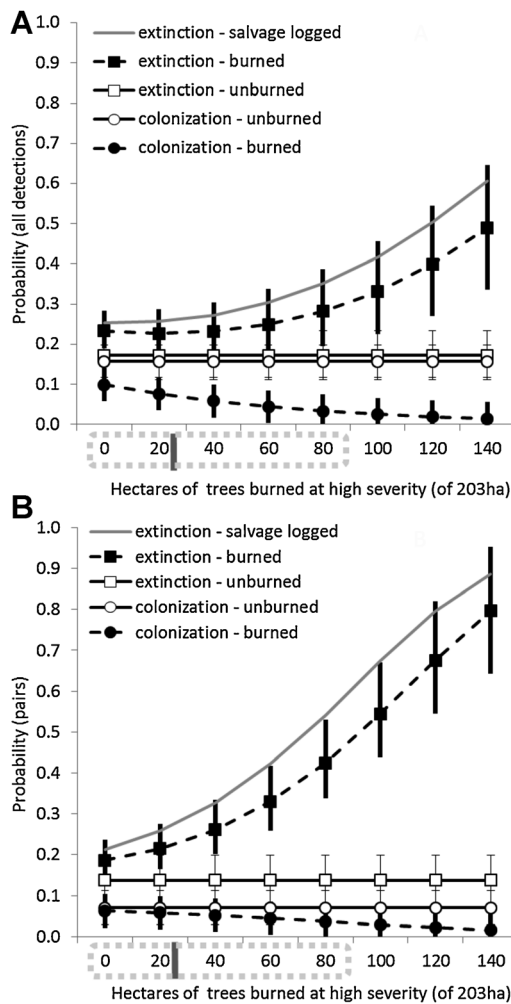 A
extinction - salvage logged
extinction - burned
extinction - unburned
colonization - unburned
colonization - burned
Probability (all detections)
1.0
0.9
0.8
0.7
0.6
0.5
0.4
0.3
0.2
0.1
0.0
0 20 40 60 80 100 120 140
Hectares of trees burned at high severity (of 203ha)
B
extinction - salvage logged
extinction - burned
extinction - unburned
colonization - unburned
colonization - burned
Probability (pairs)
1.0
0.9
0.8
0.7
0.6
0.5
0.4
0.3
0.2
0.1
0.0
0 20 40 60 80 100 120 140
Hectares of trees burned at high severity (of 203ha)